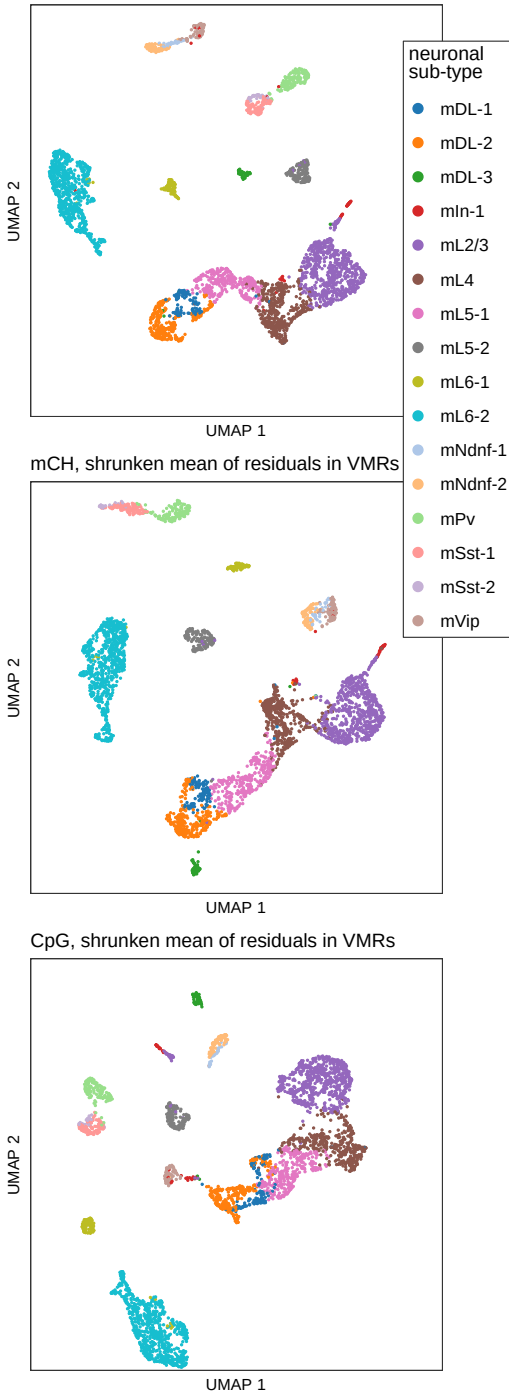 neuronal
sub-type
mDL-1
mDL-2
mDL-3
mIn-1
mL2/3
mL4
mL5-1
mL5-2
mL6-1
mL6-2
mNdnf-1
mNdnf-2
mPv
mSst-1
mSst-2
mVip
UMAP 2
UMAP 1
mCH, shrunken mean of residuals in VMRs
UMAP 2
UMAP 1
CpG, shrunken mean of residuals in VMRs
UMAP 2
UMAP 1